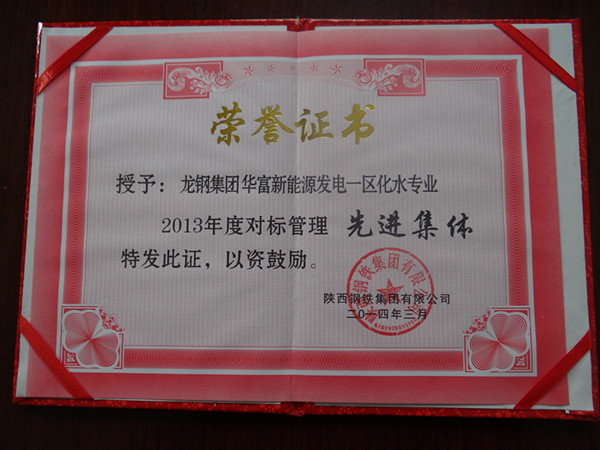 荣誉证书
授予：龙钢集团华富新能源发电一区化水专业
2013年度对标管理 先进集体
特发此证，以资鼓励。
陕西钢铁集团有限公司
二〇一四年三月